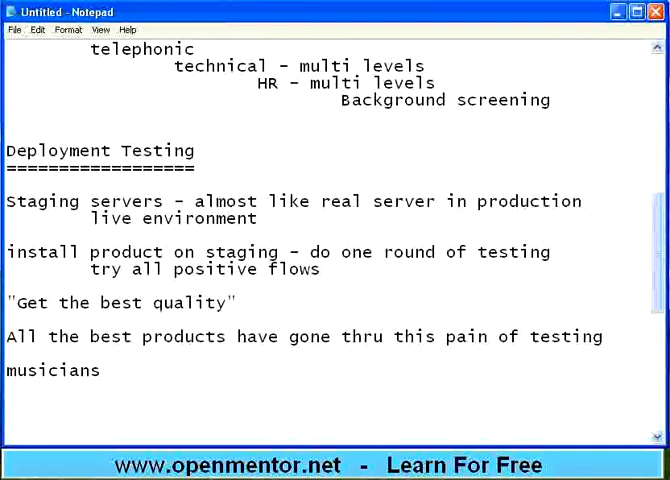 Untitled - Notepad
File Edit Format View Help
telephonic
technical - multi levels
HR - multi levels
Background screening
Deployment Testing
==================
Staging servers - almost like real server in production
live environment
install product on staging - do one round of testing
try all positive flows
"Get the best quality"
All the best products have gone thru this pain of testing
musicians
www.openmentor.net - Learn For Free